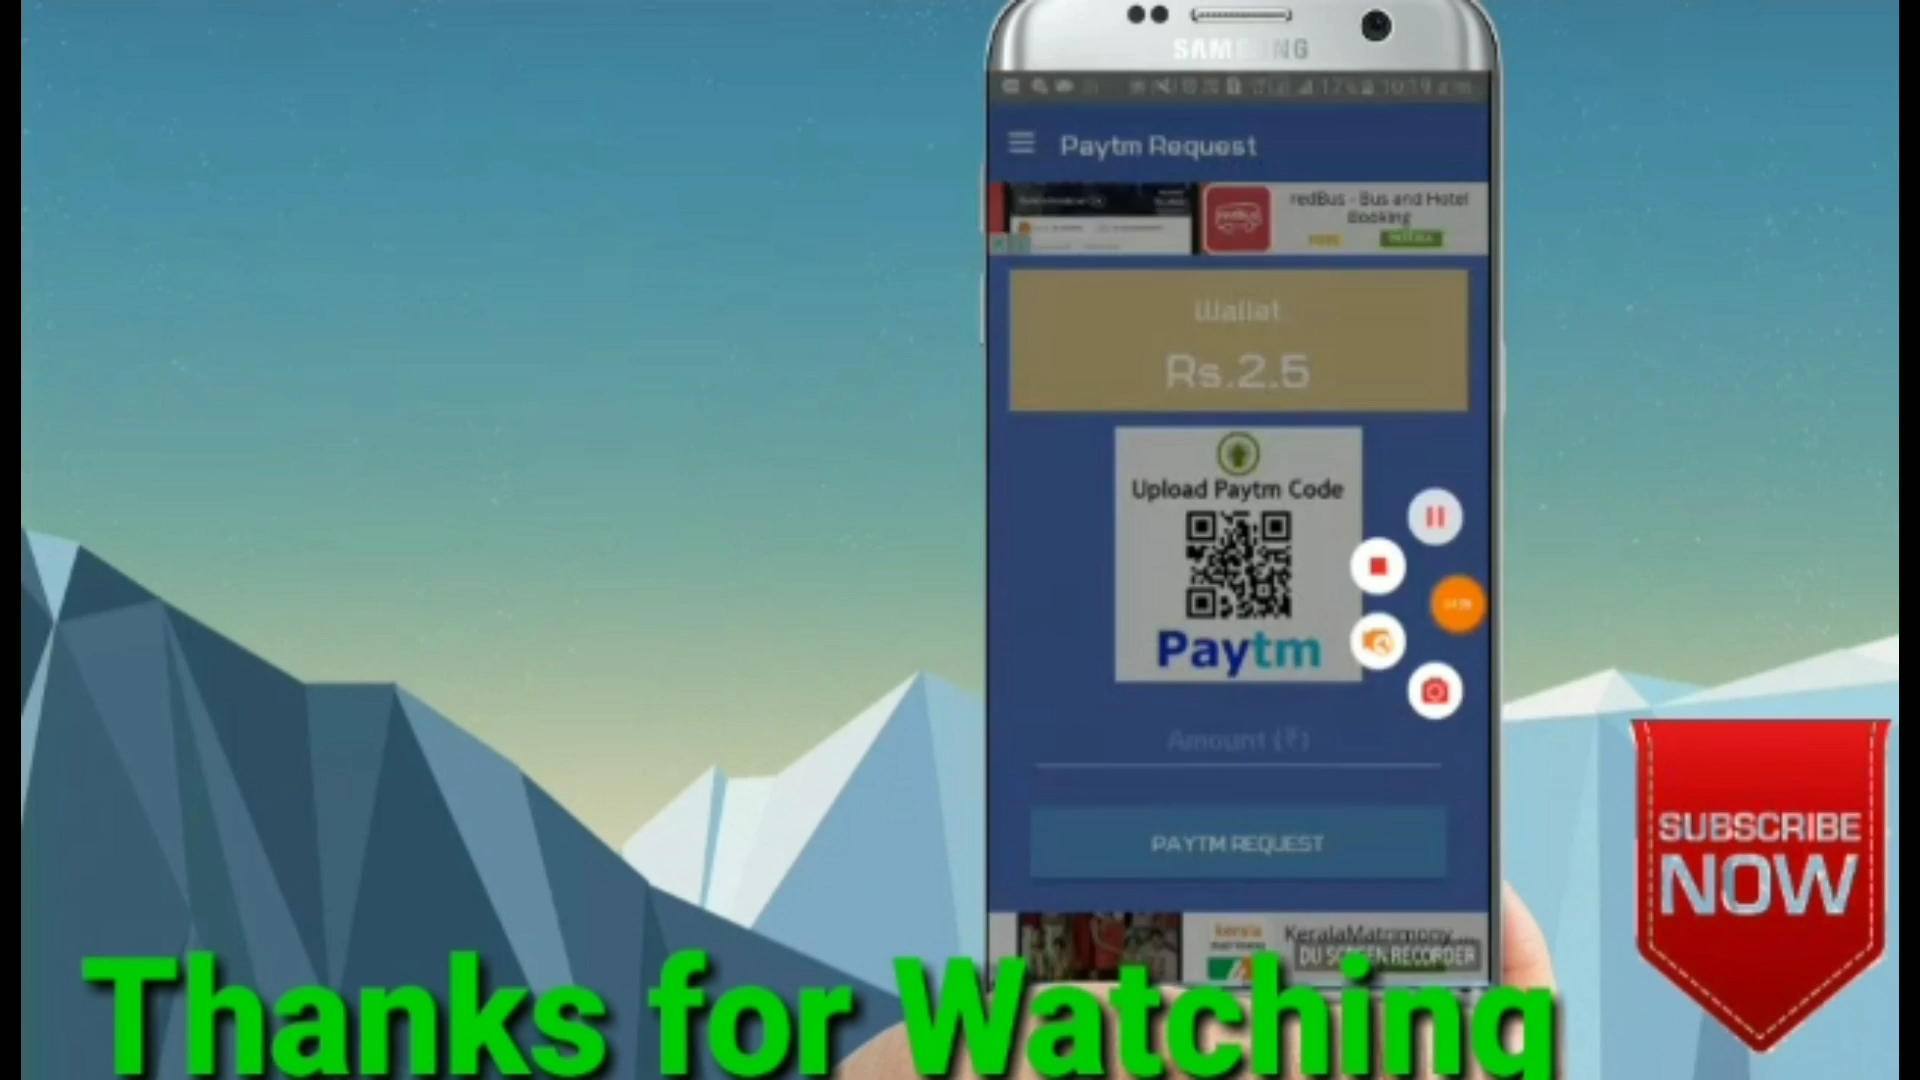 SAMSUNG
Paytm Request
redBus - Bus and Hotel
Booking
Wallet
Rs.2.5
Upload Paytm Code
Paytm
Amount (₹)
PAYTM REQUEST
SUBSCRIBE
NOW
KeralaMatrimony ...
DU SCREEN RECORDER
Thanks for Watching